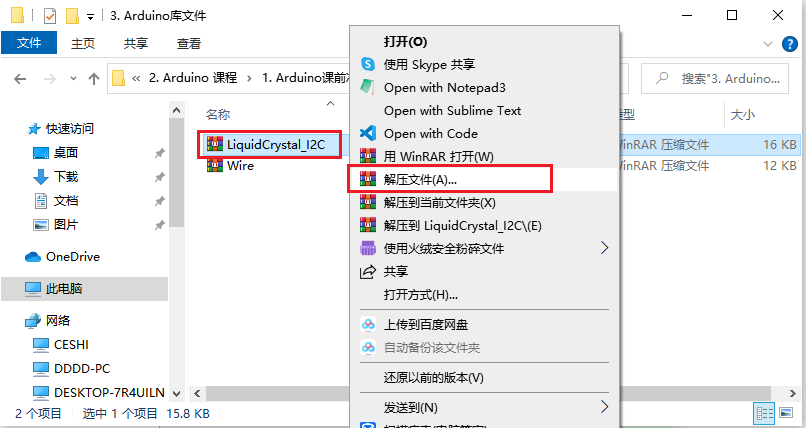 3. Arduino库文件
文件 主页 共享 查看
« 2. Arduino 课程 › 1. Arduino课前 搜索"3. Arduino...
名称 大小
快速访问
桌面
下载
文档
图片
OneDrive
此电脑
网络
CESHI
DDDD-PC
DESKTOP-7R4UILN
LiquidCrystal_I2C WinRAR 压缩文件 16 KB
Wire WinRAR 压缩文件 12 KB
打开(O)
使用 Skype 共享
Open with Notepad3
Open with Sublime Text
Open with Code
用 WinRAR 打开(W)
解压文件(A)...
解压到当前文件夹(X)
解压到 LiquidCrystal_I2C\(E)
使用火绒安全粉碎文件
共享
打开方式(H)...
上传到百度网盘
自动备份该文件夹
还原以前的版本(V)
发送到(N)
2 个项目 选中 1 个项目 15.8 KB